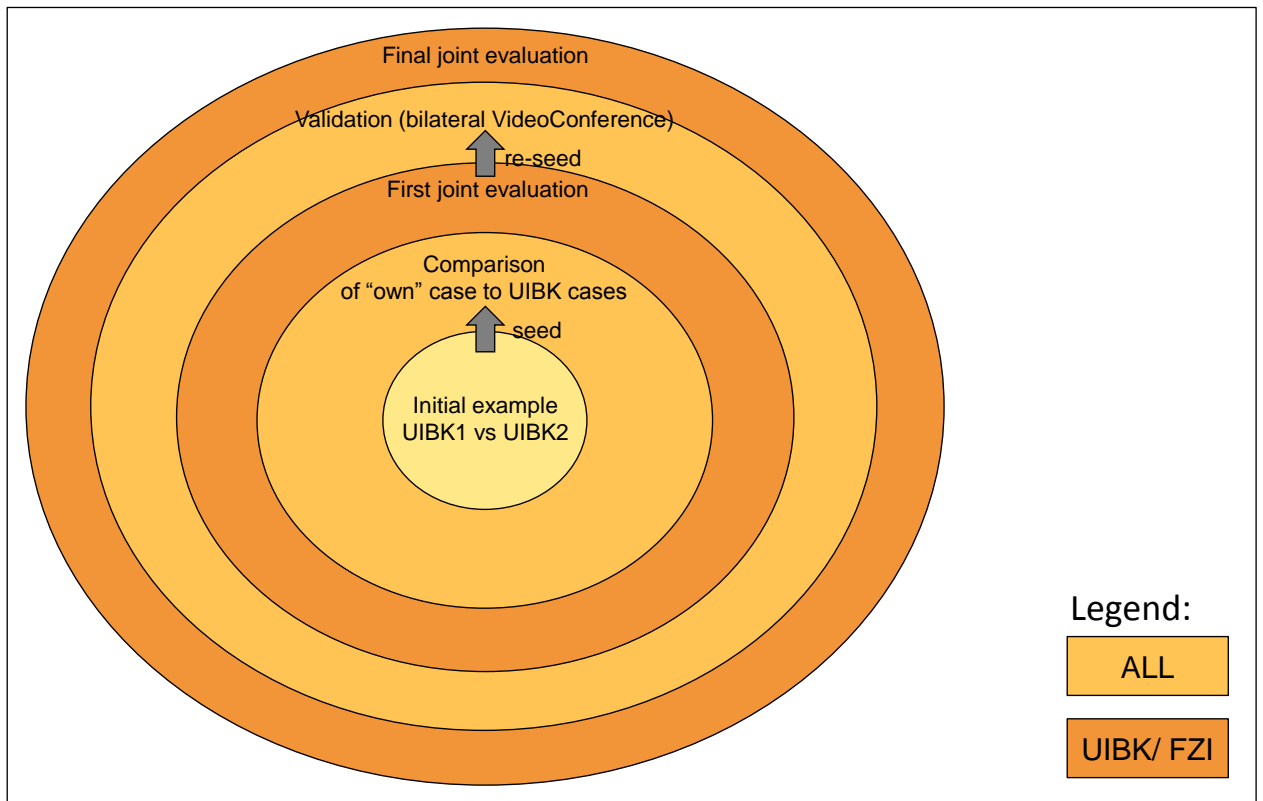 Final joint evaluation
Validation (bilateral VideoConference)
re-seed
First joint evaluation
Comparison
of “own” case to UIBK cases
seed
Initial example
UIBK1 vs UIBK2
Legend:
ALL
UIBK/ FZI